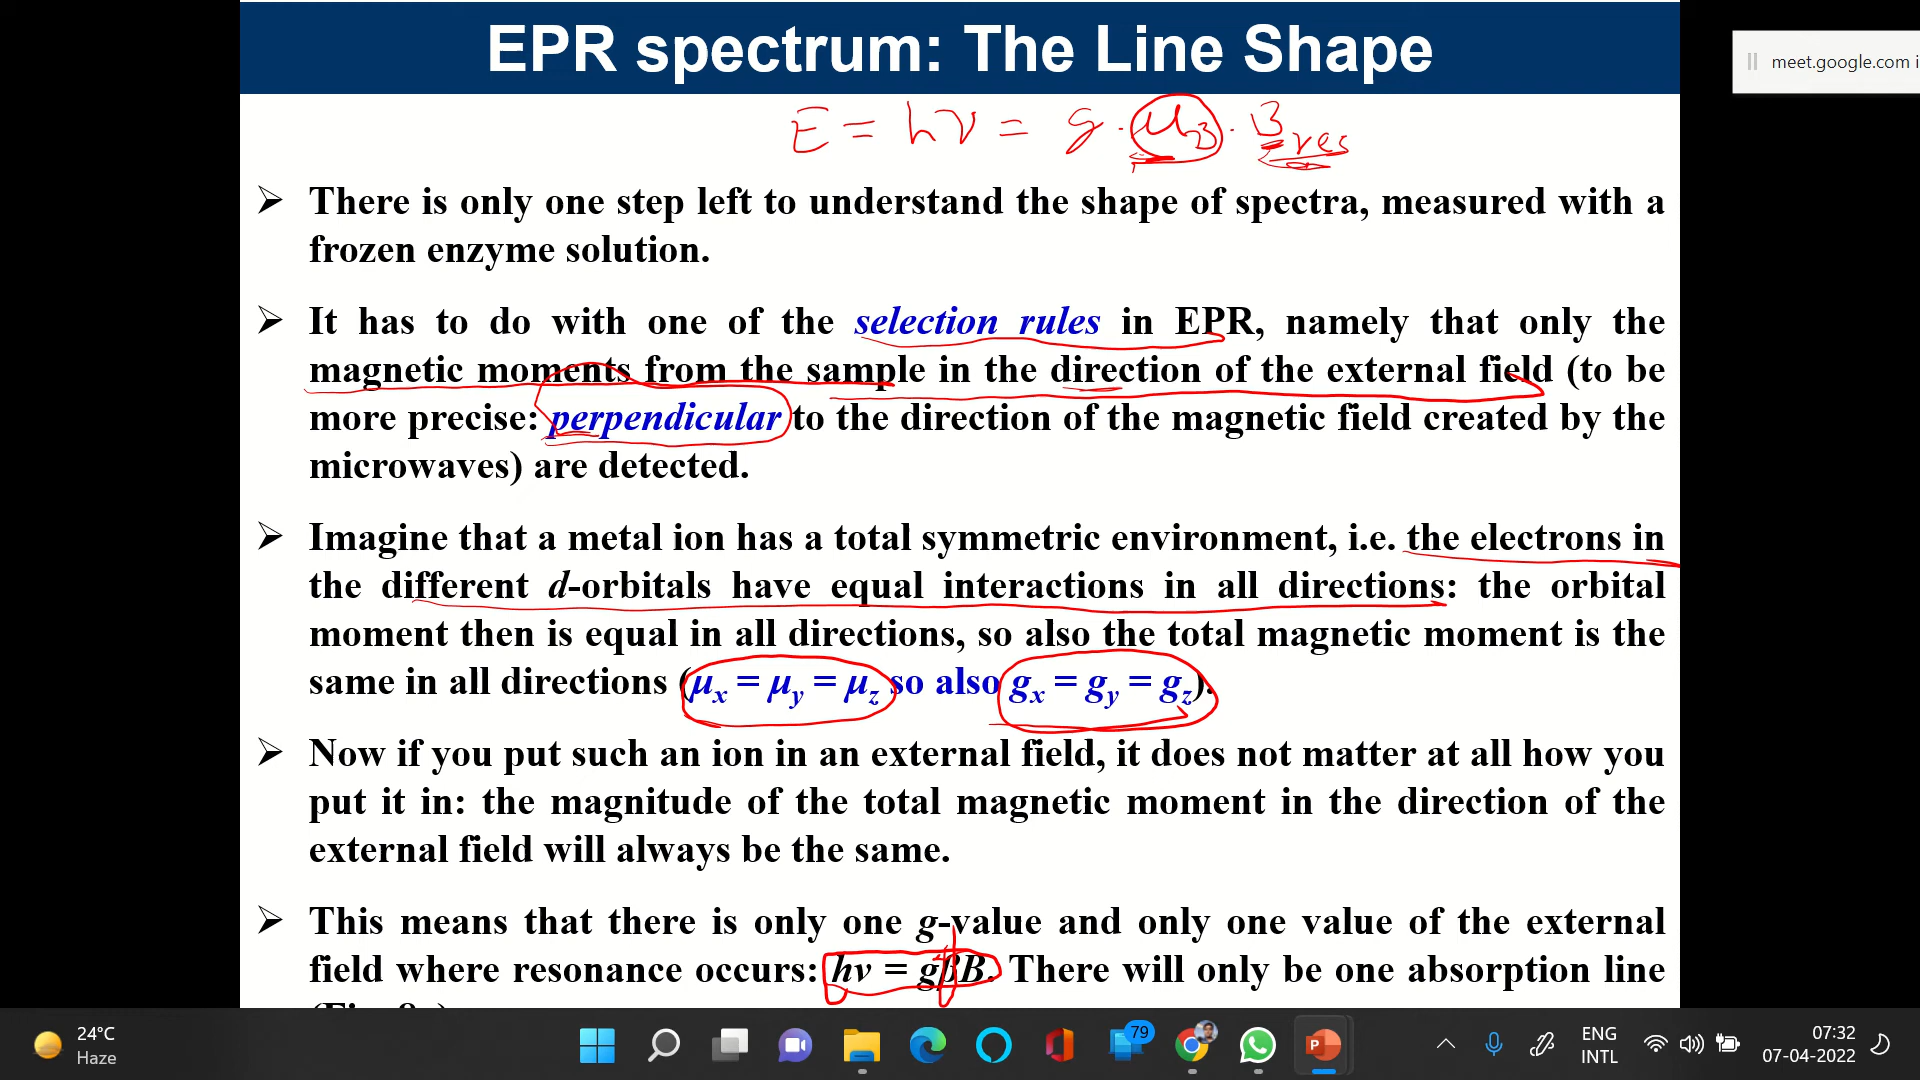 EPR spectrum: The Line Shape
meet.google.com i
E = hν = g · μB · Bres
➢ There is only one step left to understand the shape of spectra, measured with a
frozen enzyme solution.
➢ It has to do with one of the selection rules in EPR, namely that only the
magnetic moments from the sample in the direction of the external field (to be
more precise: perpendicular to the direction of the magnetic field created by the
microwaves) are detected.
➢ Imagine that a metal ion has a total symmetric environment, i.e. the electrons in
the different d-orbitals have equal interactions in all directions: the orbital
moment then is equal in all directions, so also the total magnetic moment is the
same in all directions (μx = μy = μz so also gx = gy = gz).
➢ Now if you put such an ion in an external field, it does not matter at all how you
put it in: the magnitude of the total magnetic moment in the direction of the
external field will always be the same.
➢ This means that there is only one g-value and only one value of the external
field where resonance occurs: hν = gβB. There will only be one absorption line
24°C
Haze
79
ENG
INTL
07:32
07-04-2022